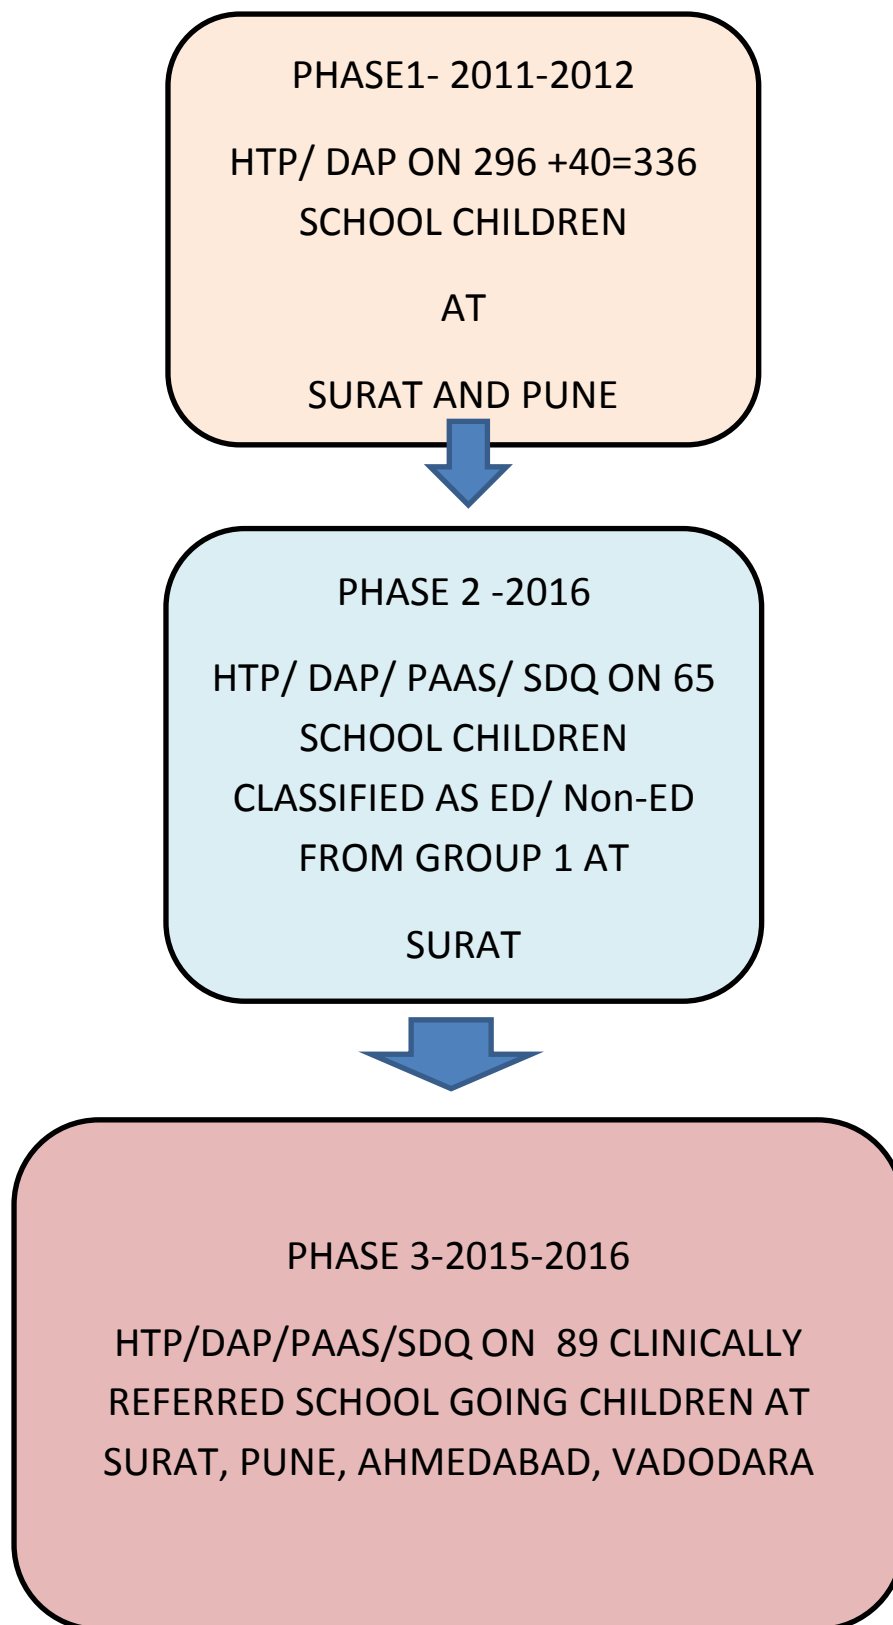 PHASE1- 2011-2012
HTP/ DAP ON 296 +40=336
SCHOOL CHILDREN
AT
SURAT AND PUNE
PHASE 2 -2016
HTP/ DAP/ PAAS/ SDQ ON 65
SCHOOL CHILDREN
CLASSIFIED AS ED/ Non-ED
FROM GROUP 1 AT
SURAT
PHASE 3-2015-2016
HTP/DAP/PAAS/SDQ ON  89 CLINICALLY
REFERRED SCHOOL GOING CHILDREN AT
SURAT, PUNE, AHMEDABAD, VADODARA